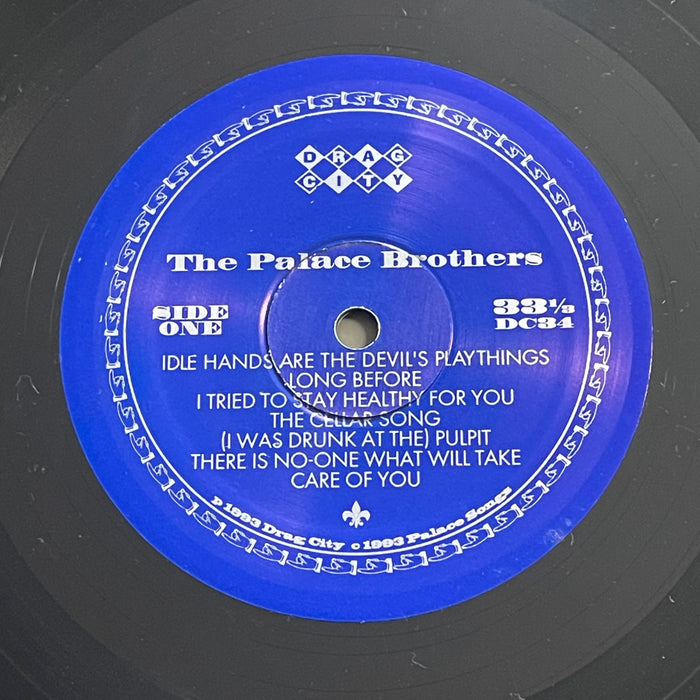 DRAG
CITY
The Palace Brothers
SIDE
ONE
33⅓
DC34
IDLE HANDS ARE THE DEVIL'S PLAYTHINGS
LONG BEFORE
I TRIED TO STAY HEALTHY FOR YOU
THE CELLAR SONG
(I WAS DRUNK AT THE) PULPIT
THERE IS NO-ONE WHAT WILL TAKE
CARE OF YOU
p 1993 Drag City c 1993 Palace Songs